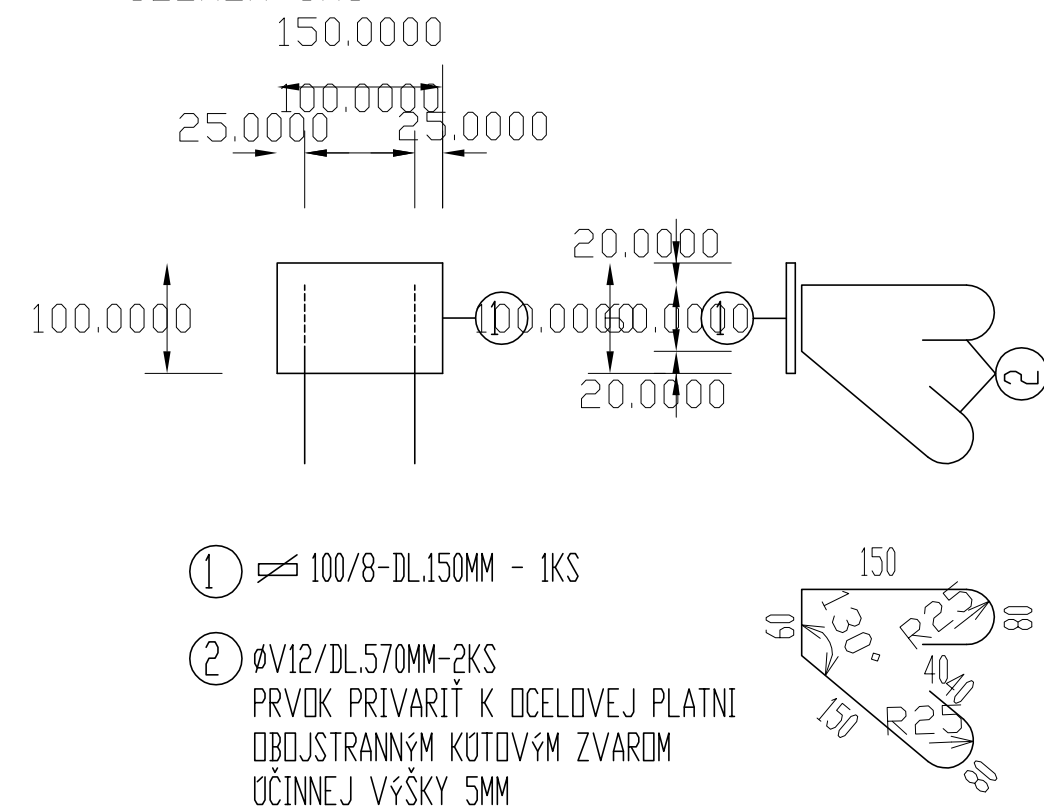 150.0000
100.0000
25.0000
25.0000
20.0000
100.0000
1
100.0000
60.0000
1
20.0000
2
1 100/8-DL.150MM - 1KS
2 øV12/DL.570MM-2KS
PRVOK PRIVARIŤ K OCELOVEJ PLATNI
OBOJSTRANNÝM KÚTOVÝM ZVAROM
ÚČINNEJ VÝŠKY 5MM
150
60
130°
R25
80
40
40
150
R25
80